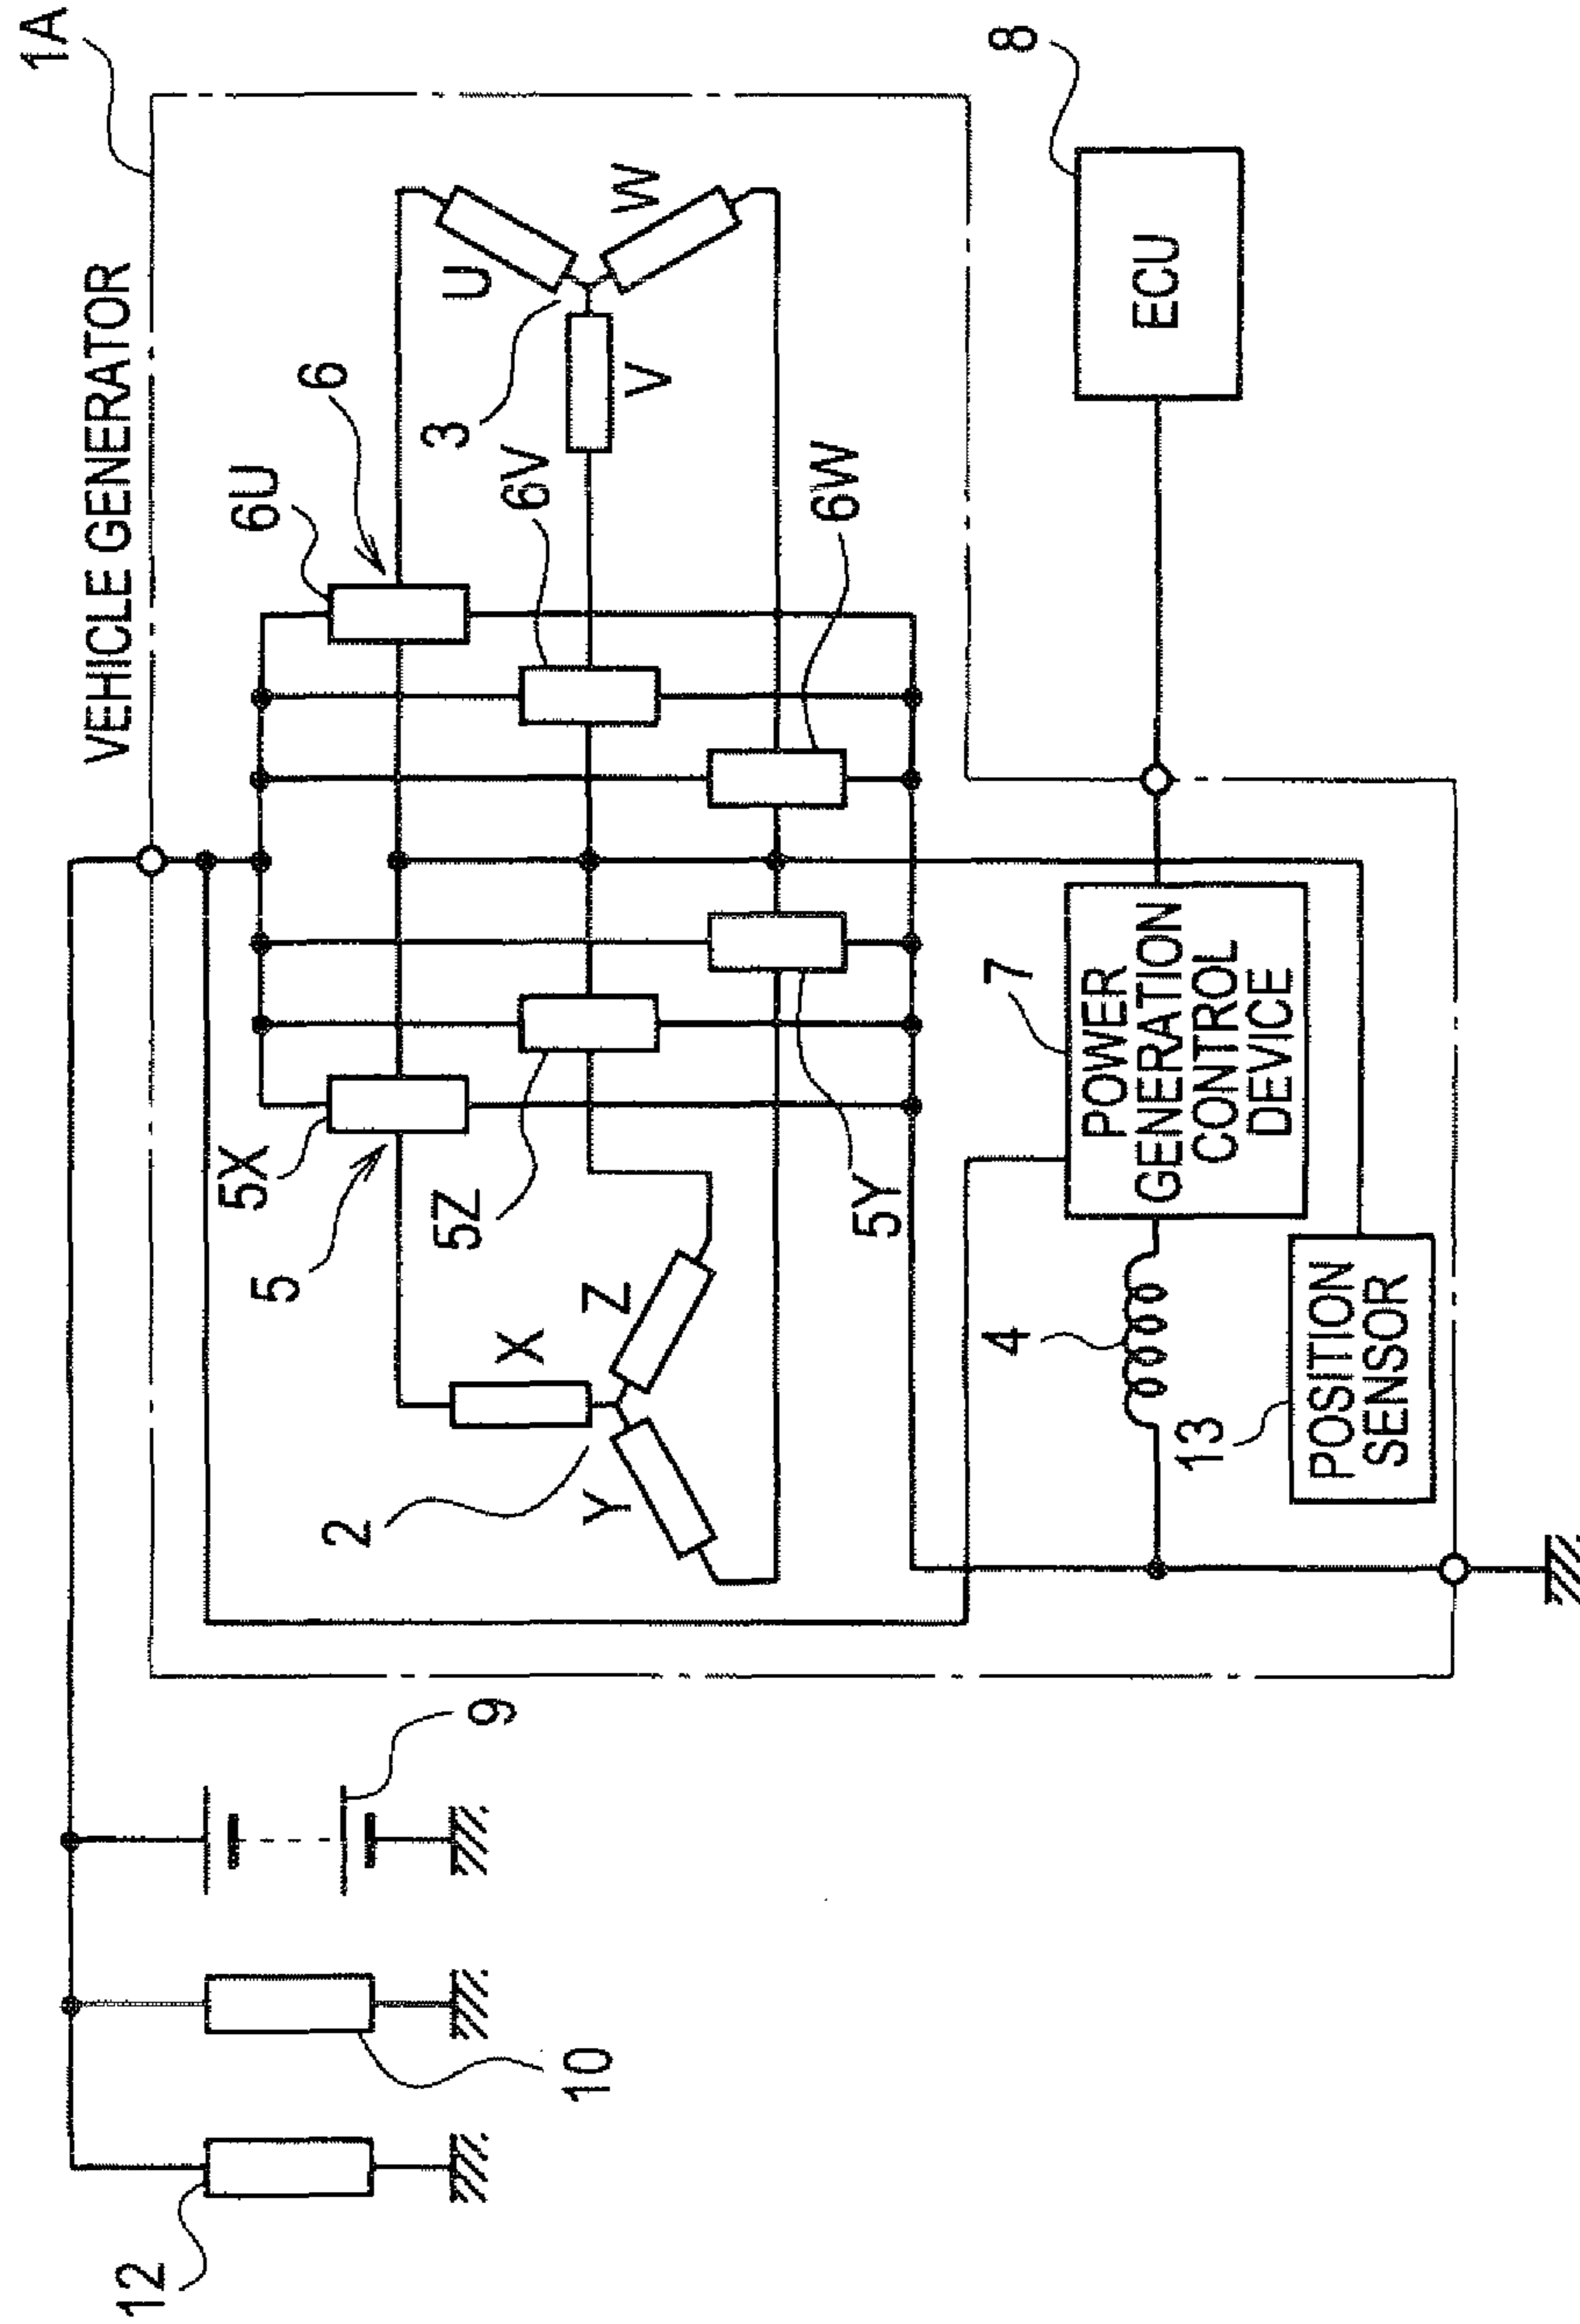 1A
VEHICLE GENERATOR
8
ECU
U
W
V
3
6
6U
6V
6W
5X
5
5Z
5Y
X
Z
Y
2
7
POWER
GENERATION
CONTROL
DEVICE
4
13
POSITION
SENSOR
9
10
12